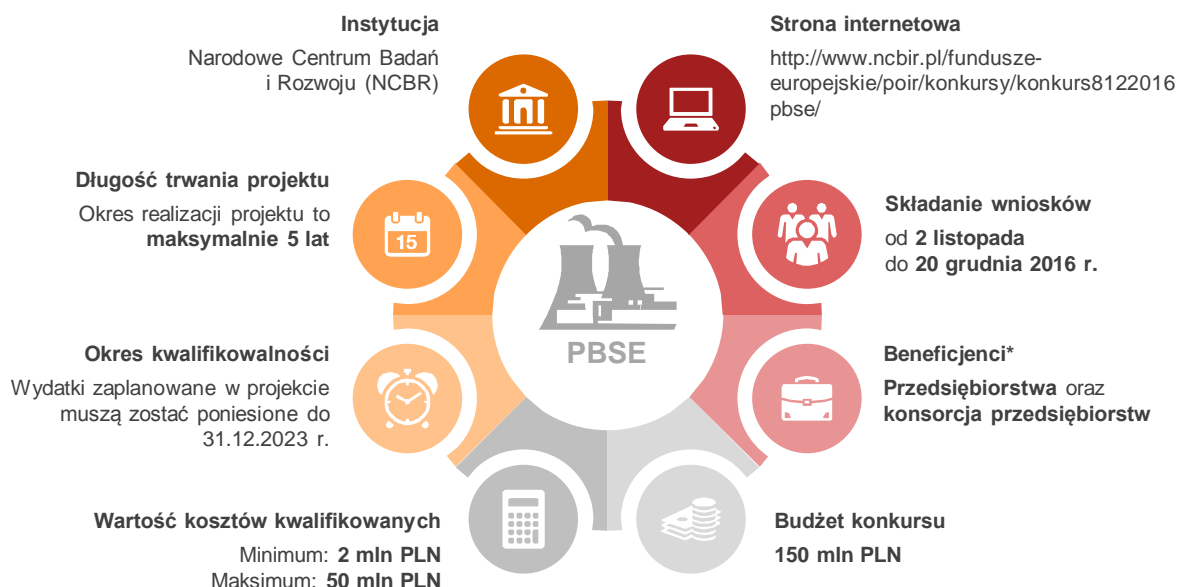 Instytucja
Narodowe Centrum Badań
i Rozwoju (NCBR)
Strona internetowa
http://www.ncbir.pl/fundusze-
europejskie/poir/konkursy/konkurs8122016
pbse/
Długość trwania projektu
Okres realizacji projektu to
maksymalnie 5 lat
15
Składanie wniosków
od 2 listopada
do 20 grudnia 2016 r.
PBSE
Okres kwalifikowalności
Wydatki zaplanowane w projekcie
muszą zostać poniesione do
31.12.2023 r.
Beneficjenci*
Przedsiębiorstwa oraz
konsorcja przedsiębiorstw
Wartość kosztów kwalifikowanych
Minimum: 2 mln PLN
Maksimum: 50 mln PLN
Budżet konkursu
150 mln PLN